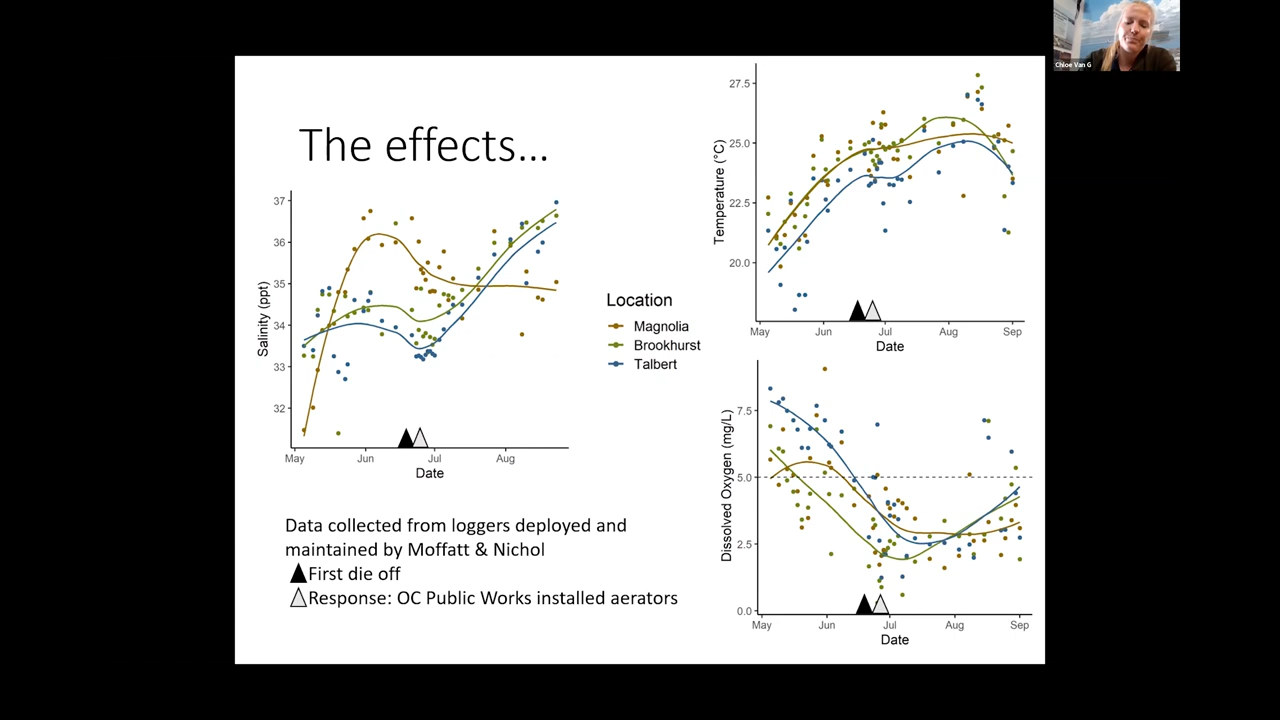 Chloe Van G
The effects...
Salinity (ppt)
37
36
35
34
33
32
May
Jun
Jul
Aug
Date
Location
Magnolia
Brookhurst
Talbert
Temperature (°C)
27.5
25.0
22.5
20.0
May
Jun
Jul
Aug
Sep
Date
Dissolved Oxygen (mg/L)
7.5
5.0
2.5
0.0
May
Jun
Jul
Aug
Sep
Date
Data collected from loggers deployed and
maintained by Moffatt & Nichol
First die off
Response: OC Public Works installed aerators